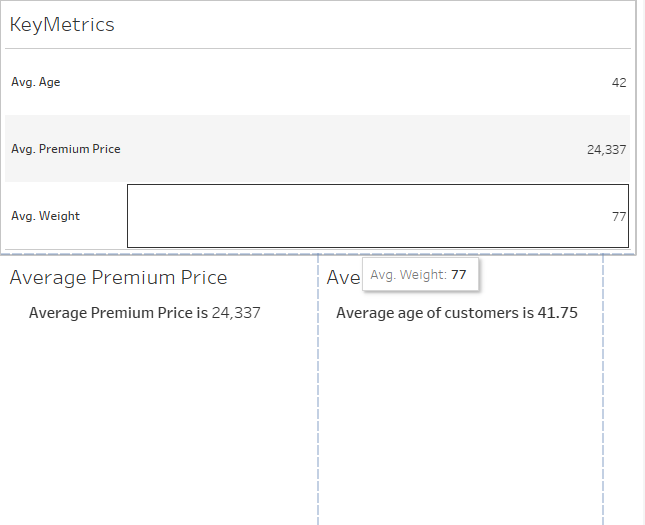 KeyMetrics
Avg. Age 42
Avg. Premium Price 24,337
Avg. Weight 77
Average Premium Price
Ave
Avg. Weight: 77
Average Premium Price is 24,337
Average age of customers is 41.75